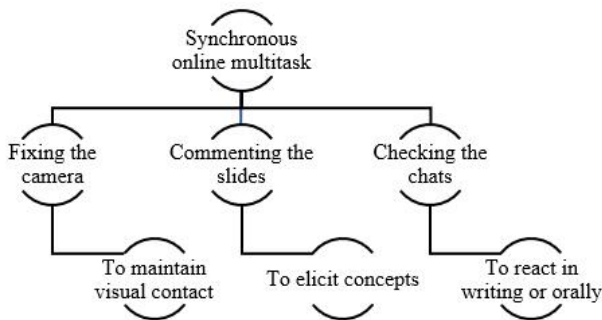 Synchronous
online multitask
Fixing the
camera
Commenting the
slides
Checking the
chats
To maintain
visual contact
To elicit concepts
To react in
writing or orally